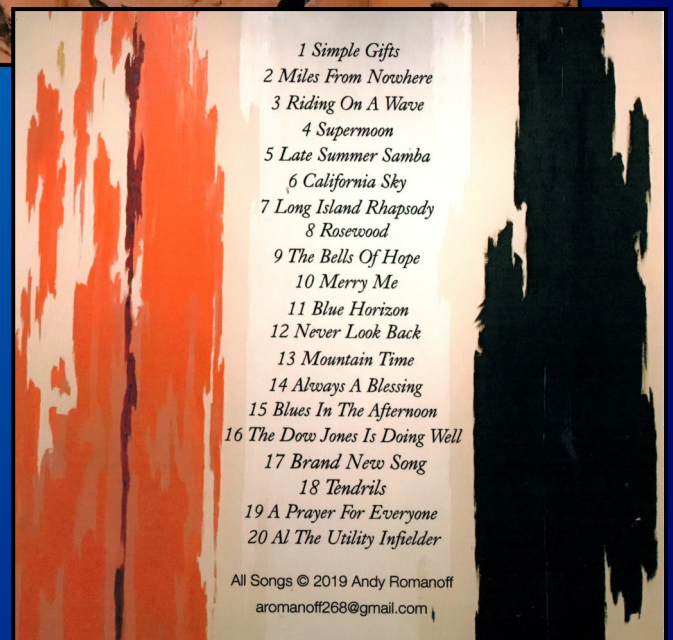 1 Simple Gifts
2 Miles From Nowhere
3 Riding On A Wave
4 Supermoon
5 Late Summer Samba
6 California Sky
7 Long Island Rhapsody
8 Rosewood
9 The Bells Of Hope
10 Merry Me
11 Blue Horizon
12 Never Look Back
13 Mountain Time
14 Always A Blessing
15 Blues In The Afternoon
16 The Dow Jones Is Doing Well
17 Brand New Song
18 Tendrils
19 A Prayer For Everyone
20 Al The Utility Infielder
All Songs © 2019 Andy Romanoff
aromanoff268@gmail.com